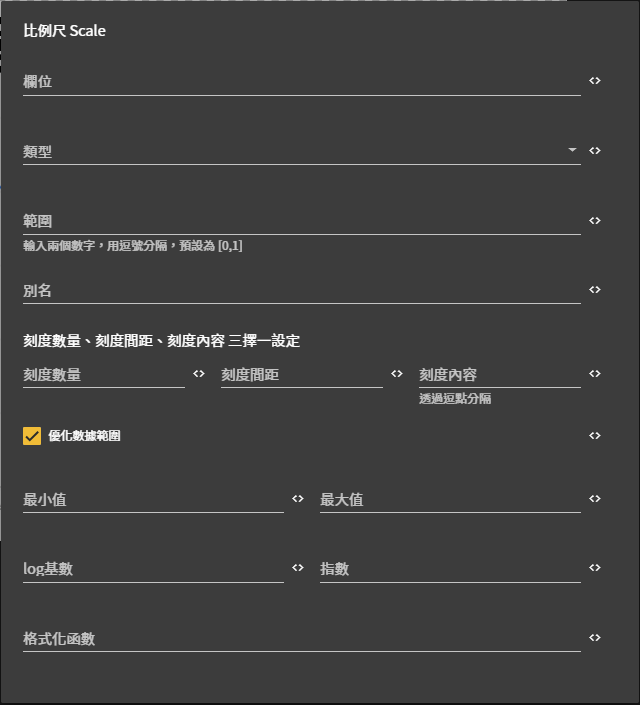 比例尺 Scale
欄位
類型
範圍
輸入兩個數字，用逗號分隔，預設為 [0,1]
別名
刻度數量、刻度間距、刻度內容 三擇一設定
刻度數量 刻度間距 刻度內容
透過逗點分隔
優化數據範圍
最小值 最大值
log基數 指數
格式化函數